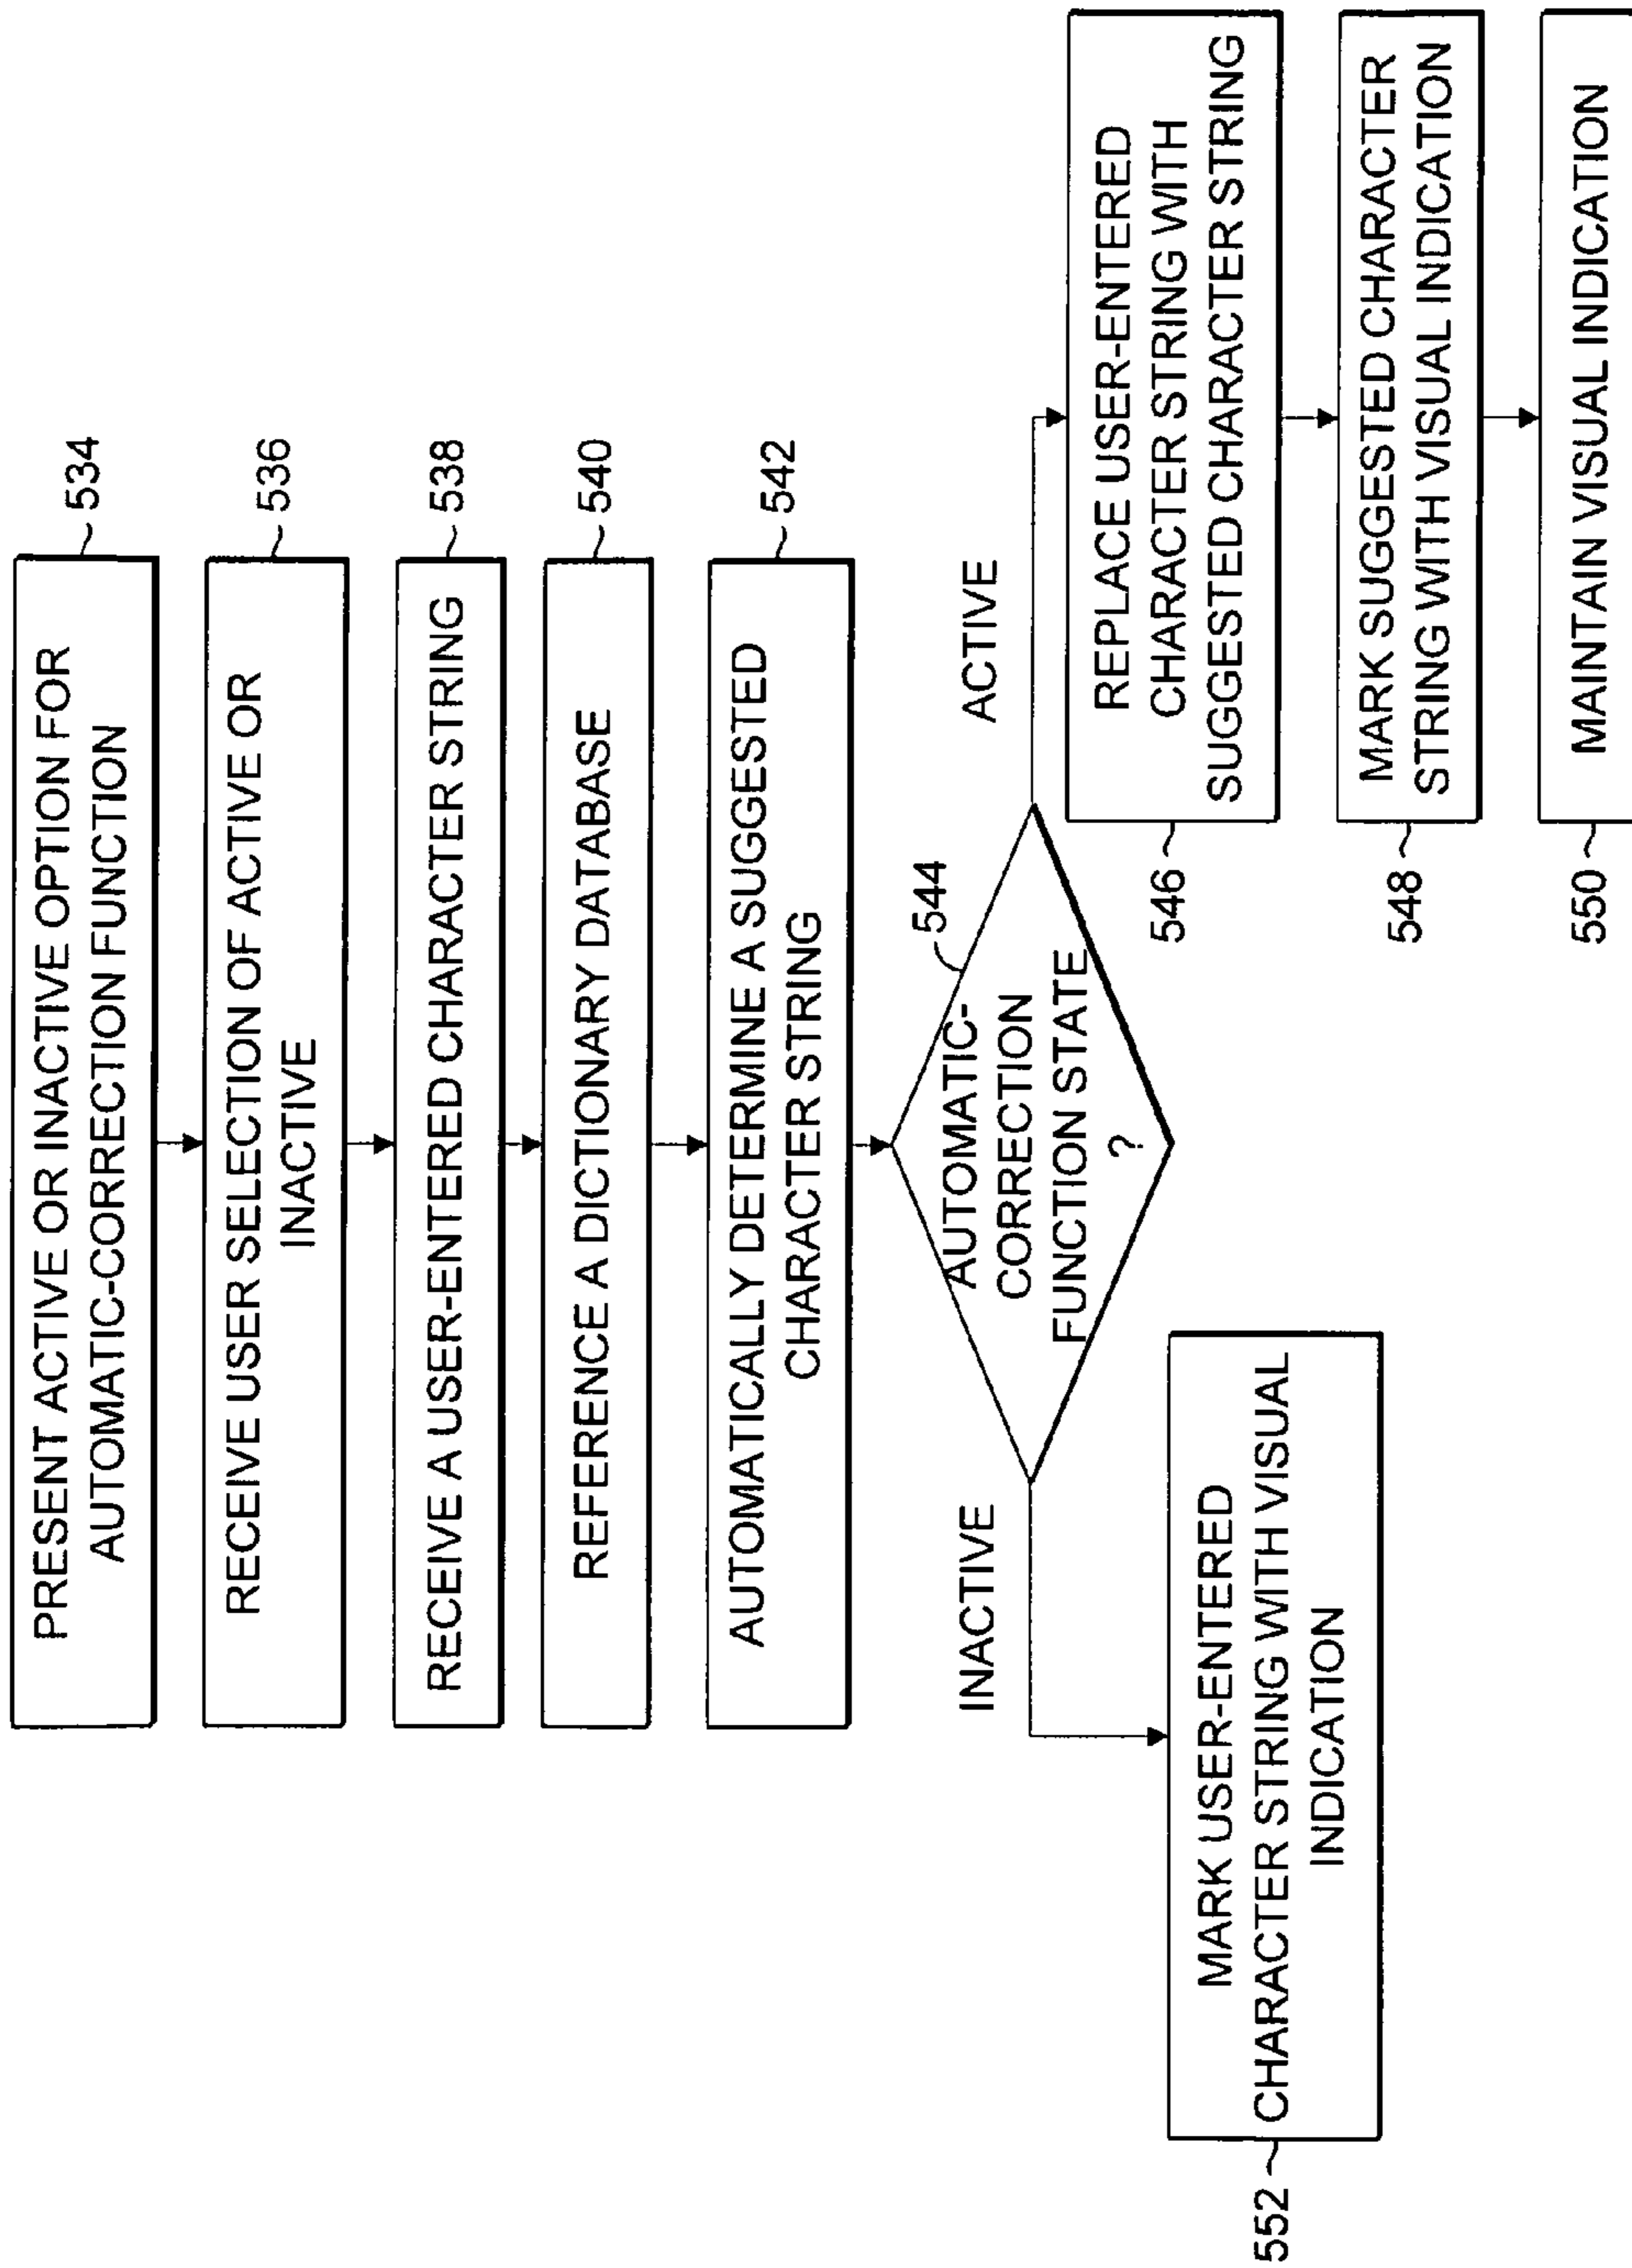 PRESENT ACTIVE OR INACTIVE OPTION FOR
AUTOMATIC-CORRECTION FUNCTION
534
RECEIVE USER SELECTION OF ACTIVE OR
INACTIVE
536
RECEIVE A USER-ENTERED CHARACTER STRING
538
REFERENCE A DICTIONARY DATABASE
540
AUTOMATICALLY DETERMINE A SUGGESTED
CHARACTER STRING
542
AUTOMATIC-
CORRECTION
FUNCTION STATE
?
544
INACTIVE
ACTIVE
MARK USER-ENTERED
CHARACTER STRING WITH VISUAL
INDICATION
552
REPLACE USER-ENTERED
CHARACTER STRING WITH
SUGGESTED CHARACTER STRING
546
MARK SUGGESTED CHARACTER
STRING WITH VISUAL INDICATION
548
MAINTAIN VISUAL INDICATION
550